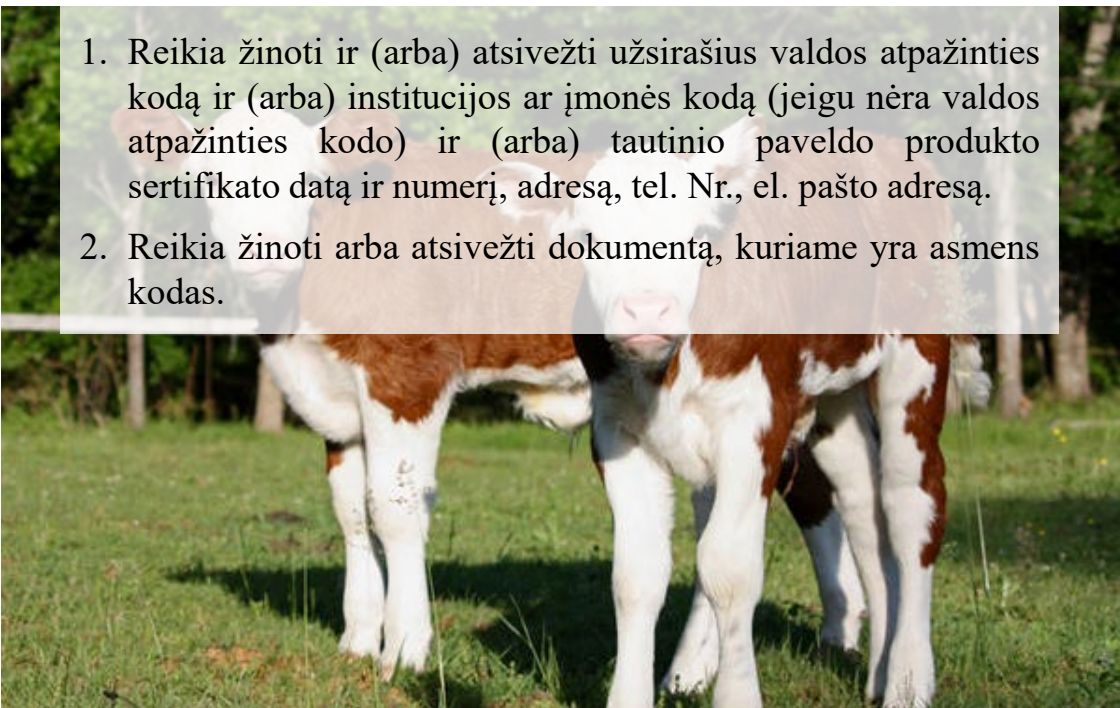 1. Reikia žinoti ir (arba) atsivežti užsirašius valdos atpažinties
kodą ir (arba) institucijos ar įmonės kodą (jeigu nėra valdos
atpažinties kodo) ir (arba) tautinio paveldo produkto
sertifikato datą ir numerį, adresą, tel. Nr., el. pašto adresą.
2. Reikia žinoti arba atsivežti dokumentą, kuriame yra asmens
kodas.